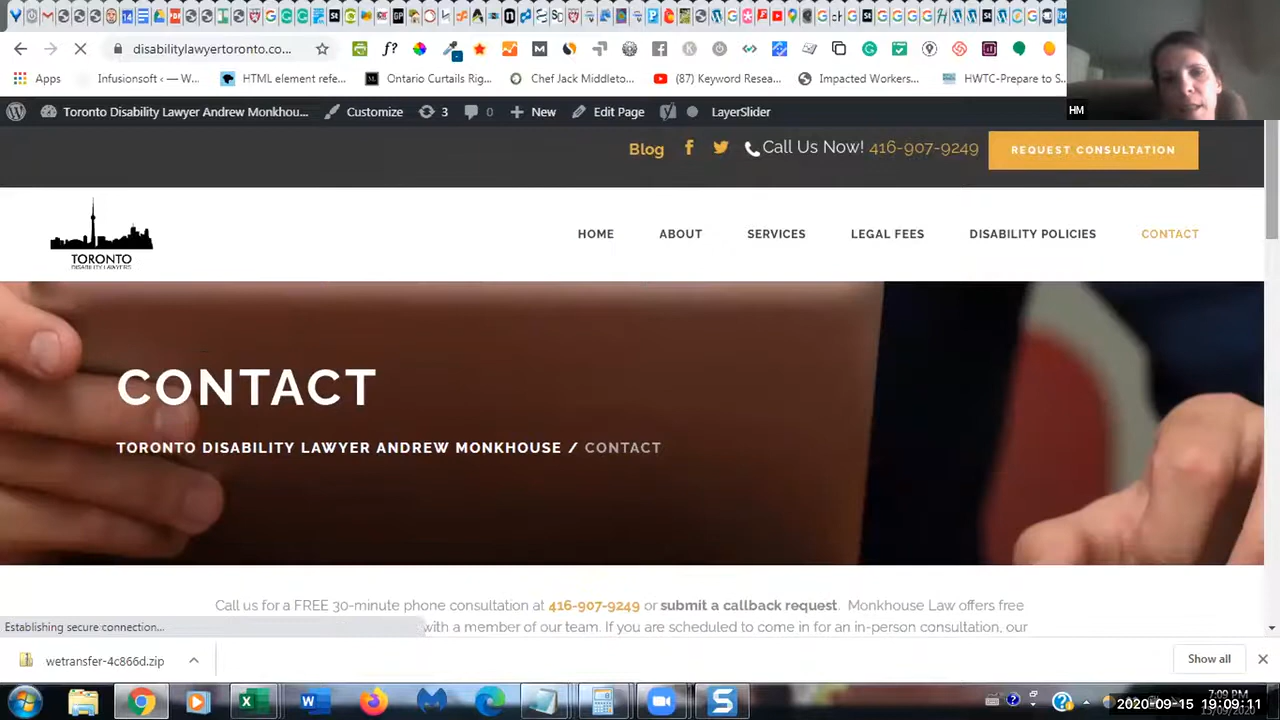 disabilitylawyertoronto.co...
Apps
Infusionsoft ‹ — W...
HTML element refe...
Ontario Curtails Rig...
Chef Jack Middleto...
(87) Keyword Resea...
Impacted Workers...
HWTC-Prepare to S...
HM
Toronto Disability Lawyer Andrew Monkhou...
Customize
3
0
New
Edit Page
LayerSlider
Blog
Call Us Now! 416-907-9249
REQUEST CONSULTATION
TORONTO
DISABILITY LAWYERS
HOME
ABOUT
SERVICES
LEGAL FEES
DISABILITY POLICIES
CONTACT
CONTACT
TORONTO DISABILITY LAWYER ANDREW MONKHOUSE / CONTACT
Call us for a FREE 30-minute phone consultation at 416-907-9249 or submit a callback request. Monkhouse Law offers free
with a member of our team. If you are scheduled to come in for an in-person consultation, our
Establishing secure connection...
wetransfer-4c866d.zip
Show all
7:09 PM
2020-09-15 19:09:11